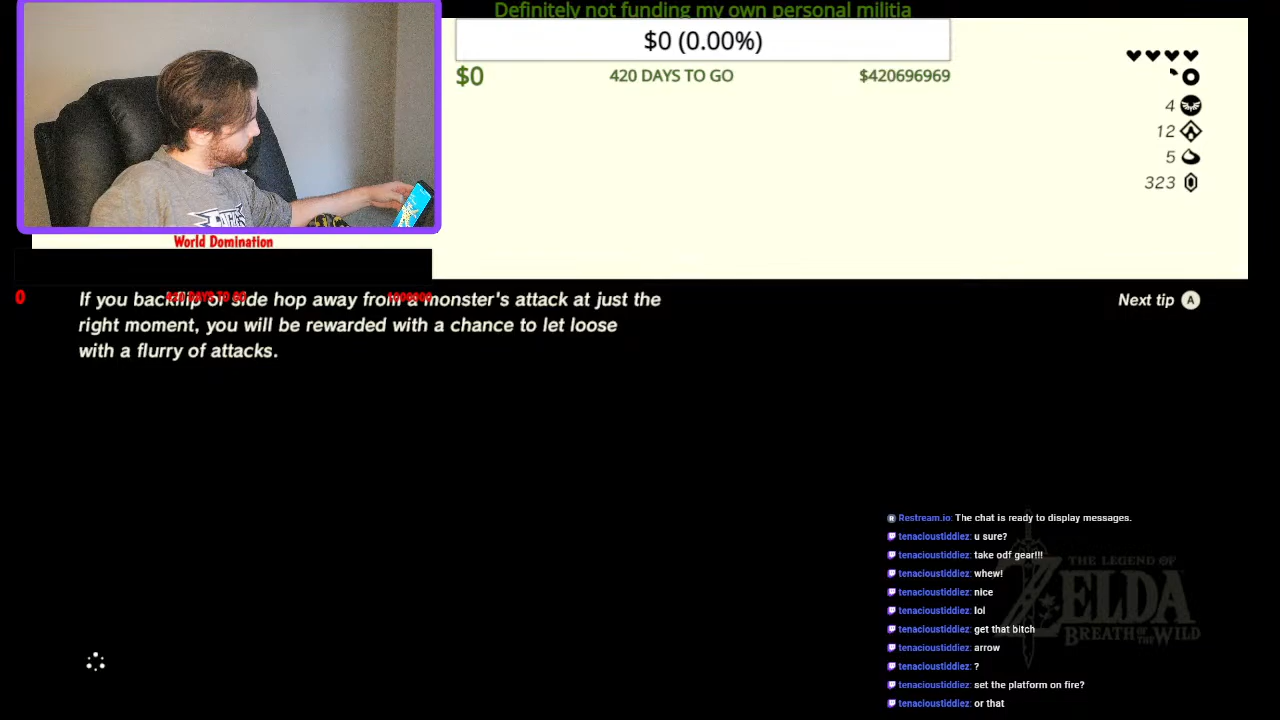 Definitely not funding my own personal militia
$0 (0.00%)
$0 420 DAYS TO GO $420696969
4
12
5
323
World Domination
0 420 DAYS TO GO 1000000
If you backflip or side hop away from a monster's attack at just the
right moment, you will be rewarded with a chance to let loose
with a flurry of attacks.
Next tip A
Restream.io: The chat is ready to display messages.
tenacioustiddiez: u sure?
tenacioustiddiez: take odf gear!!!
tenacioustiddiez: whew!
tenacioustiddiez: nice
tenacioustiddiez: lol
tenacioustiddiez: get that bitch
tenacioustiddiez: arrow
tenacioustiddiez: ?
tenacioustiddiez: set the platform on fire?
tenacioustiddiez: or that
THE LEGEND OF
ZELDA
BREATH OF THE WILD